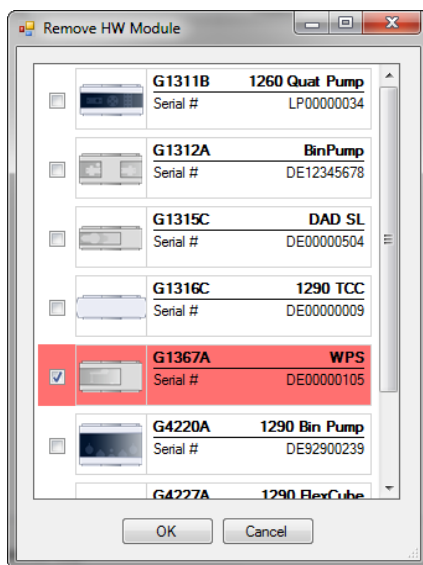 Remove HW Module
G1311B 1260 Quat Pump
Serial # LP00000034
G1312A BinPump
Serial # DE12345678
G1315C DAD SL
Serial # DE00000504
G1316C 1290 TCC
Serial # DE00000009
G1367A WPS
Serial # DE00000105
G4220A 1290 Bin Pump
Serial # DE92900239
G4227A 1290 FlexCube
OK Cancel